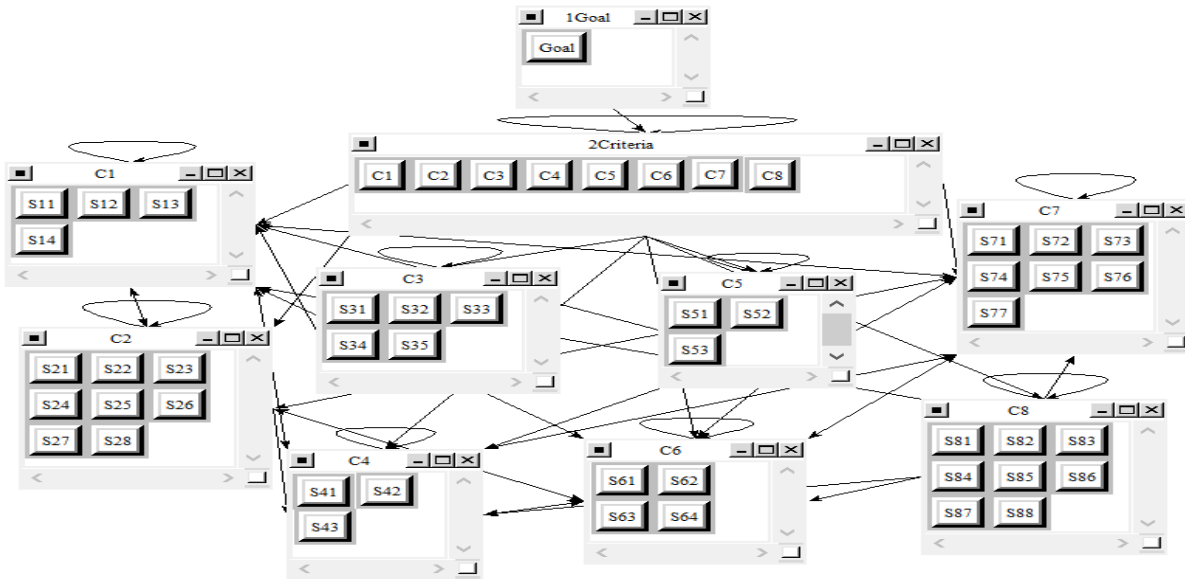 1Goal
Goal
2Criteria
C1 C2 C3 C4 C5 C6 C7 C8
C1
S11 S12 S13
S14
C2
S21 S22 S23
S24 S25 S26
S27 S28
C3
S31 S32 S33
S34 S35
C4
S41 S42
S43
C5
S51 S52
S53
C6
S61 S62
S63 S64
C7
S71 S72 S73
S74 S75 S76
S77
C8
S81 S82 S83
S84 S85 S86
S87 S88